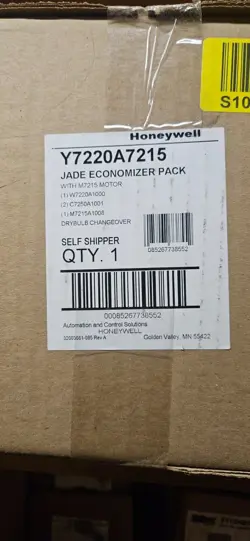 S10
Honeywell
Y7220A7215
JADE ECONOMIZER PACK
WITH M7215 MOTOR
(1) W7220A1000
(2) C7250A1001
(1) M7215A1008
DRYBULB CHANGEOVER
085267738552
SELF SHIPPER
QTY. 1
00085267738552
Automation and Control Solutions
HONEYWELL
Golden Valley, MN 55422